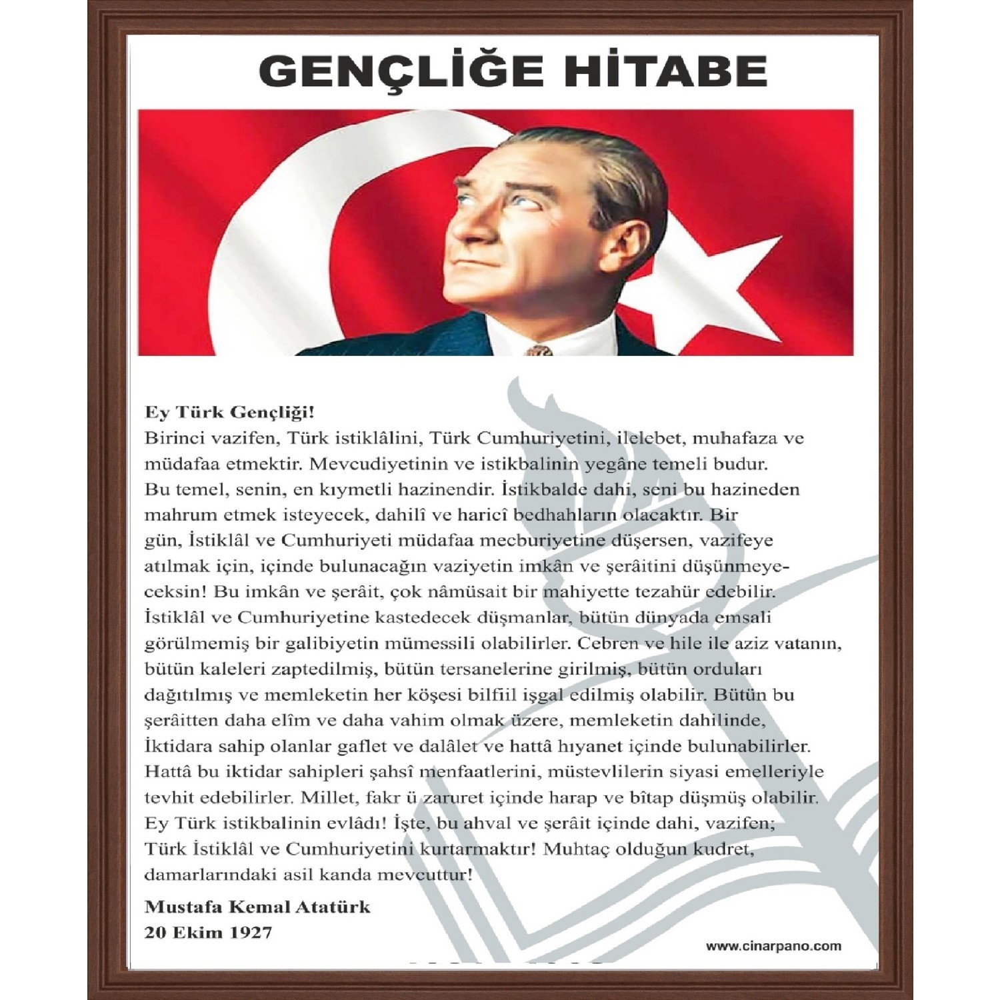 GENÇLİĞE HİTABE
Ey Türk Gençliği!
Birinci vazifen, Türk istiklâlini, Türk Cumhuriyetini, ilelebet, muhafaza ve
müdafaa etmektir. Mevcudiyetinin ve istikbalinin yegâne temeli budur.
Bu temel, senin, en kıymetli hazinendir. İstikbalde dahi, seni bu hazineden
mahrum etmek isteyecek, dahilî ve haricî bedhahların olacaktır. Bir
gün, İstiklâl ve Cumhuriyeti müdafaa mecburiyetine düşersen, vazifeye
atılmak için, içinde bulunacağın vaziyetin imkân ve şerâitini düşünmeye-
ceksin! Bu imkân ve şerâit, çok nâmüsait bir mahiyette tezahür edebilir.
İstiklâl ve Cumhuriyetine kastedecek düşmanlar, bütün dünyada emsali
görülmemiş bir galibiyetin mümessili olabilirler. Cebren ve hile ile aziz vatanın,
bütün kaleleri zaptedilmiş, bütün tersanelerine girilmiş, bütün orduları
dağıtılmış ve memleketin her köşesi bilfiil işgal edilmiş olabilir. Bütün bu
şerâitten daha elîm ve daha vahim olmak üzere, memleketin dahilinde,
İktidara sahip olanlar gaflet ve dalâlet ve hattâ hıyanet içinde bulunabilirler.
Hattâ bu iktidar sahipleri şahsî menfaatlerini, müstevlilerin siyasi emelleriyle
tevhit edebilirler. Millet, fakr ü zaruret içinde harap ve bîtap düşmüş olabilir.
Ey Türk istikbalinin evlâdı! İşte, bu ahval ve şerâit içinde dahi, vazifen;
Türk İstiklâl ve Cumhuriyetini kurtarmaktır! Muhtaç olduğun kudret,
damarlarındaki asil kanda mevcuttur!
Mustafa Kemal Atatürk
20 Ekim 1927
www.cinarpano.com